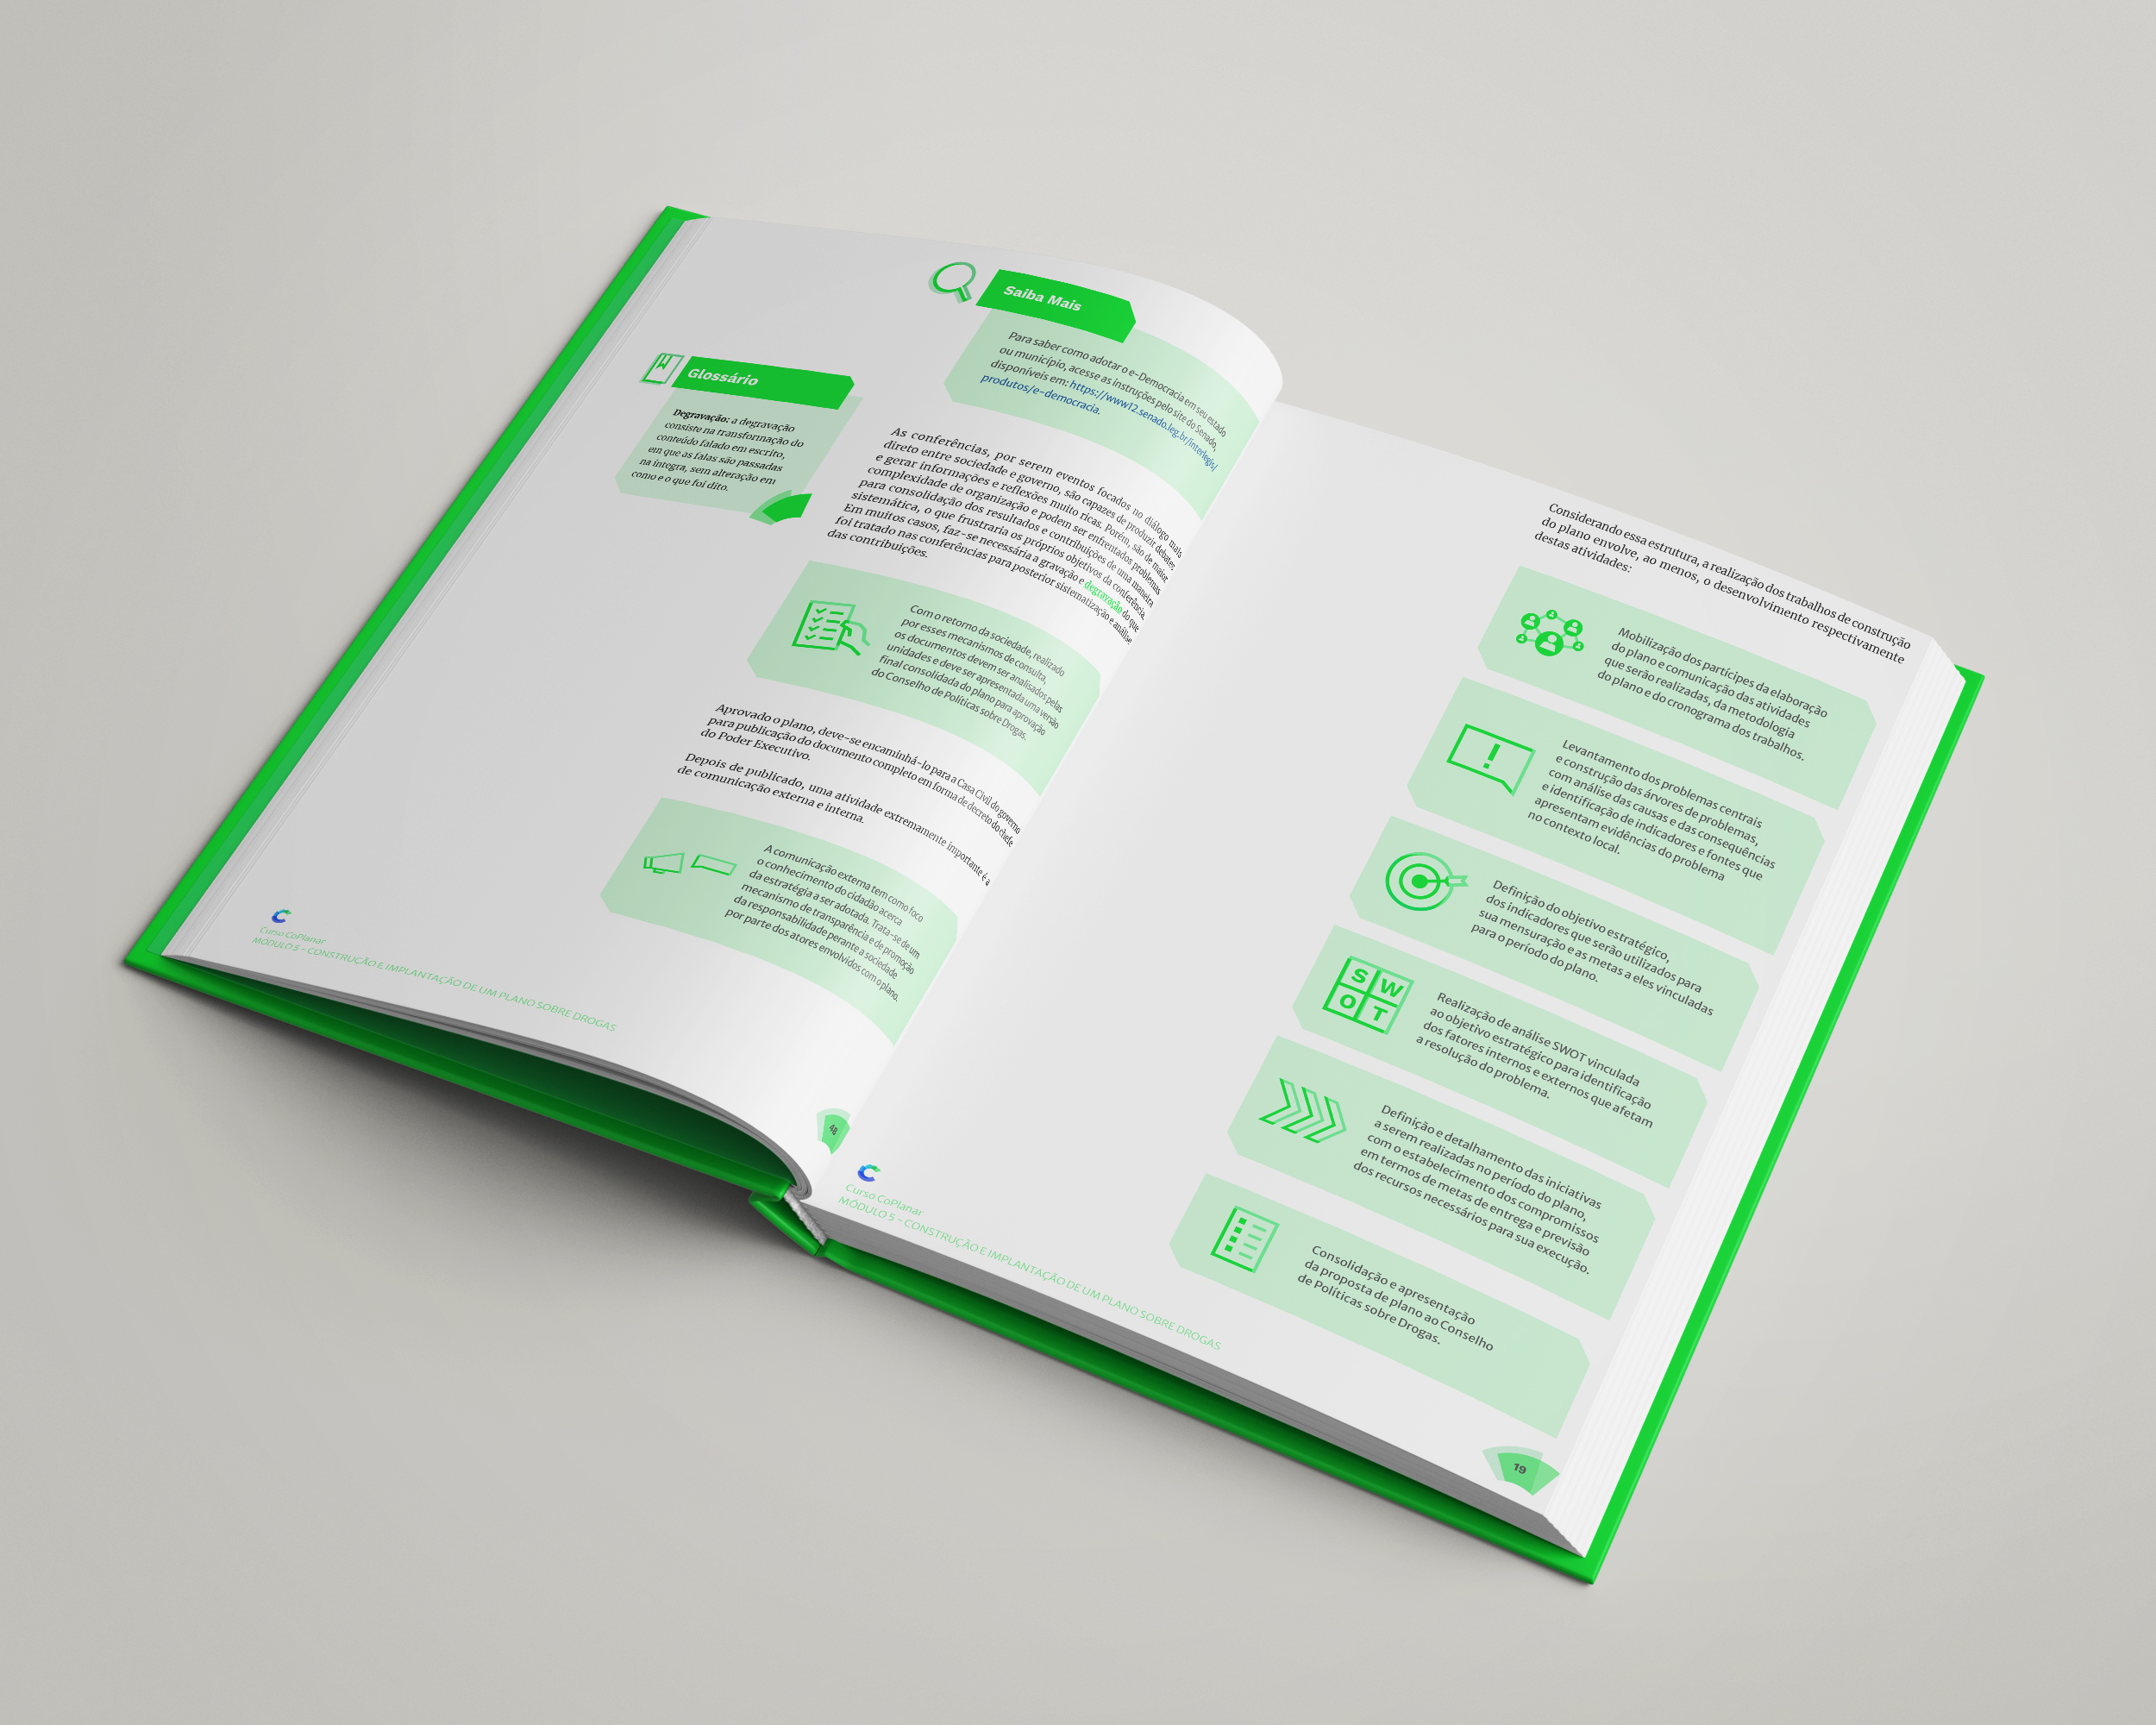 Saiba Mais
Para saber como adotar o e-Democracia em seu estado
ou município, acesse as instruções pelo site do Senado,
disponíveis em: https://www12.senado.leg.br/interlegis/
produtos/e-democracia.
Glossário
Degravação: a degravação
consiste na transformação do
conteúdo falado em escrito,
em que as falas são passadas
na íntegra, sem alteração em
como e o que foi dito.
As conferências, por serem eventos focados no diálogo mais
direto entre sociedade e governo, são capazes de produzir debates
e gerar informações e reflexões muito ricas. Porém, são de maior
complexidade de organização e podem ser enfrentados problemas
para consolidação dos resultados e contribuições de uma maneira
sistemática, o que frustraria os próprios objetivos da conferência.
Em muitos casos, faz-se necessária a gravação e degravação do que
foi tratado nas conferências para posterior sistematização e análise
das contribuições.
Com o retorno da sociedade, realizado
por esses mecanismos de consulta,
os documentos devem ser analisados pelas
unidades e deve ser apresentada uma versão
final consolidada do plano para aprovação
do Conselho de Políticas sobre Drogas.
Aprovado o plano, deve-se encaminhá-lo para a Casa Civil do governo
para publicação do documento completo em forma de decreto do chefe
do Poder Executivo.
Depois de publicado, uma atividade extremamente importante é a
de comunicação externa e interna.
A comunicação externa tem como foco
o conhecimento do cidadão acerca
da estratégia a ser adotada. Trata-se de um
mecanismo de transparência e de promoção
da responsabilidade perante a sociedade
por parte dos atores envolvidos com o plano.
Curso CoPlanar
MÓDULO 5 - CONSTRUÇÃO E IMPLANTAÇÃO DE UM PLANO SOBRE DROGAS
48
Considerando essa estrutura, a realização dos trabalhos de construção
do plano envolve, ao menos, o desenvolvimento respectivamente
destas atividades:
Mobilização dos partícipes da elaboração
do plano e comunicação das atividades
que serão realizadas, da metodologia
do plano e do cronograma dos trabalhos.
!
Levantamento dos problemas centrais
e construção das árvores de problemas,
com análise das causas e das consequências
e identificação de indicadores e fontes que
apresentam evidências do problema
no contexto local.
Definição do objetivo estratégico,
dos indicadores que serão utilizados para
sua mensuração e as metas a eles vinculadas
para o período do plano.
S W
O T
Realização de análise SWOT vinculada
ao objetivo estratégico para identificação
dos fatores internos e externos que afetam
a resolução do problema.
Definição e detalhamento das iniciativas
a serem realizadas no período do plano,
com o estabelecimento dos compromissos
em termos de metas de entrega e previsão
dos recursos necessários para sua execução.
Consolidação e apresentação
da proposta de plano ao Conselho
de Políticas sobre Drogas.
Curso CoPlanar
MÓDULO 5 - CONSTRUÇÃO E IMPLANTAÇÃO DE UM PLANO SOBRE DROGAS
19